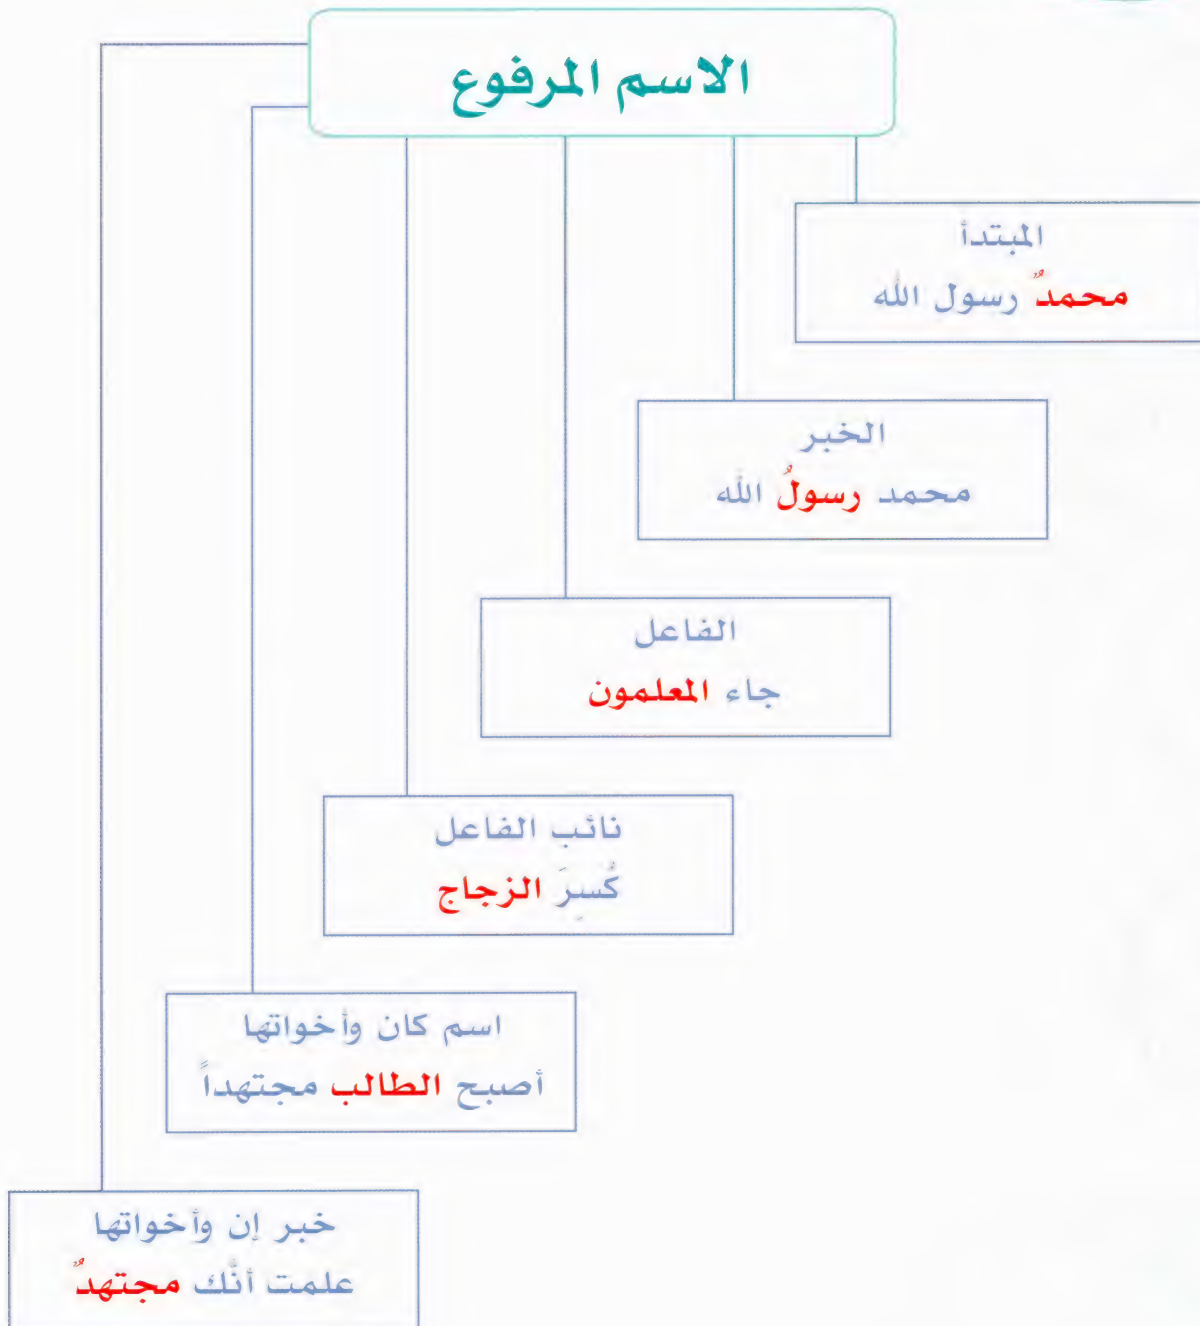 الاسم المرفوع
المبتدأ
محمدٌ رسول الله
الخبر
محمد رسولُ الله
الفاعل
جاء المعلمون
نائب الفاعل
كُسِرَ الزجاج
اسم كان وأخواتها
أصبح الطالب مجتهداً
خبر إن وأخواتها
علمت أنَّك مجتهدٌ